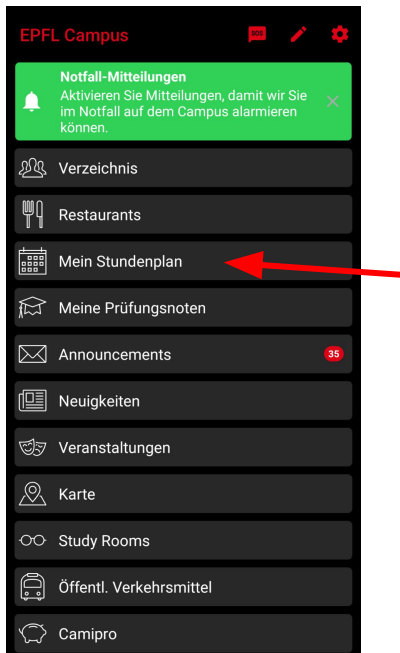 EPFL Campus
SOS
Notfall-Mitteilungen
Aktivieren Sie Mitteilungen, damit wir Sie
im Notfall auf dem Campus alarmieren
können.
Verzeichnis
Restaurants
Mein Stundenplan
Meine Prüfungsnoten
Announcements
35
Neuigkeiten
Veranstaltungen
Karte
Study Rooms
Öffentl. Verkehrsmittel
Camipro